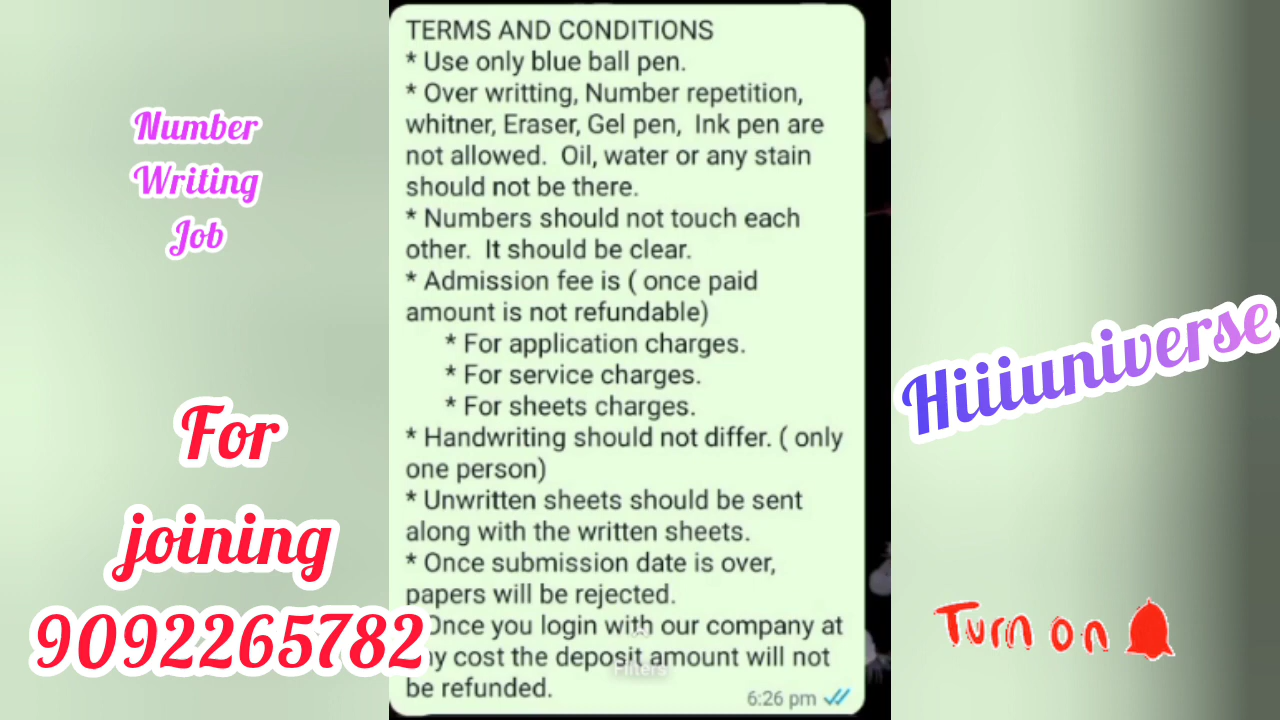 Number
Writing
Job
For
joining
9092265782
TERMS AND CONDITIONS
* Use only blue ball pen.
* Over writting, Number repetition,
whitner, Eraser, Gel pen,  Ink pen are
not allowed.  Oil, water or any stain
should not be there.
* Numbers should not touch each
other.  It should be clear.
* Admission fee is ( once paid
amount is not refundable)
* For application charges.
* For service charges.
* For sheets charges.
* Handwriting should not differ. ( only
one person)
* Unwritten sheets should be sent
along with the written sheets.
* Once submission date is over,
papers will be rejected.
Once you login with our company at
cost the deposit amount will not
be refunded.
Filters
6:26 pm
Hiiiuniverse
Turn on